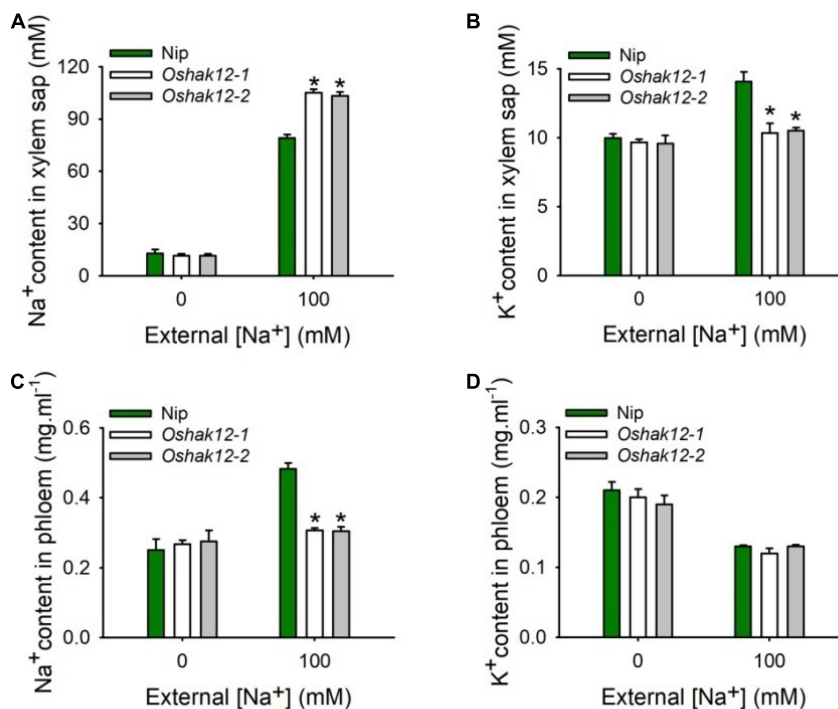 A
Na+ content in xylem sap (mM)
120
90
60
30
0
Nip
Oshak12-1
Oshak12-2
* *
0 100
External [Na+] (mM)
B
K+ content in xylem sap (mM)
15
10
5
0
Nip
Oshak12-1
Oshak12-2
* *
0 100
External [Na+] (mM)
C
Na+ content in phloem (mg.ml-1)
0.6
0.4
0.2
0.0
Nip
Oshak12-1
Oshak12-2
* *
0 100
External [Na+] (mM)
D
K+ content in phloem (mg.ml-1)
0.3
0.2
0.1
0.0
Nip
Oshak12-1
Oshak12-2
0 100
External [Na+] (mM)